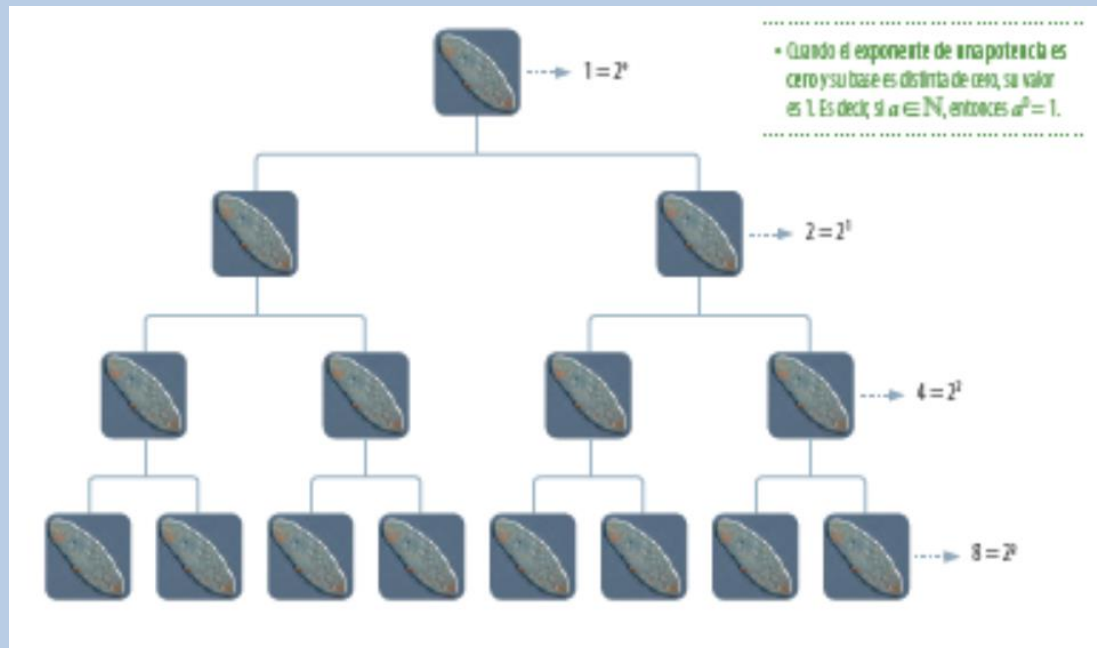 1 = 2⁰
• Cuando el exponente de una potencia es
cero y su base es distinta de cero, su valor
es 1. Es decir, si a ∈ ℕ, entonces a⁰ = 1.
2 = 2¹
4 = 2²
8 = 2³